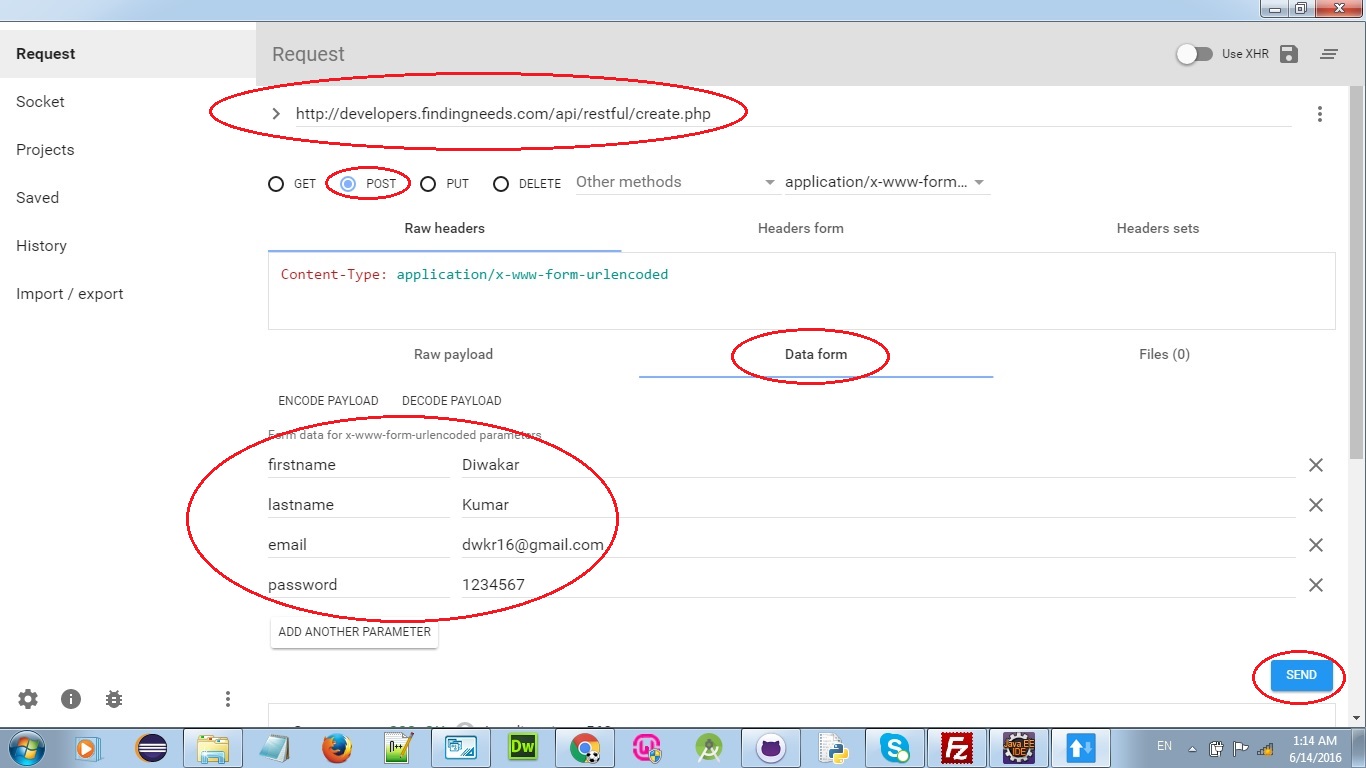 Request
Socket
Projects
Saved
History
Import / export
Request
Use XHR
http://developers.findingneeds.com/api/restful/create.php
GET POST PUT DELETE Other methods application/x-www-form...
Raw headers Headers form Headers sets
Content-Type: application/x-www-form-urlencoded
Raw payload Data form Files (0)
ENCODE PAYLOAD DECODE PAYLOAD
Form data for x-www-form-urlencoded parameters
firstname Diwakar
lastname Kumar
email dwkr16@gmail.com
password 1234567
ADD ANOTHER PARAMETER
SEND
Dw
Fz
Java EE
IDE
EN
1:14 AM
6/14/2016